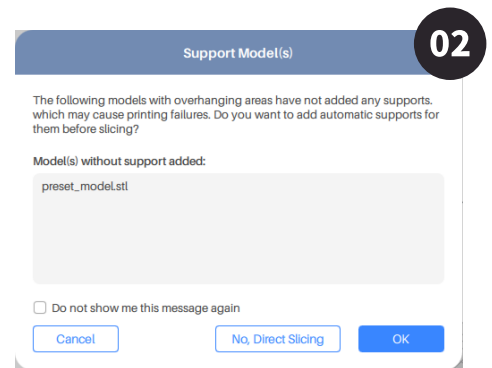 02
Support Model(s)
The following models with overhanging areas have not added any supports.
which may cause printing failures. Do you want to add automatic supports for
them before slicing?
Model(s) without support added:
preset_model.stl
Do not show me this message again
Cancel
No, Direct Slicing
OK